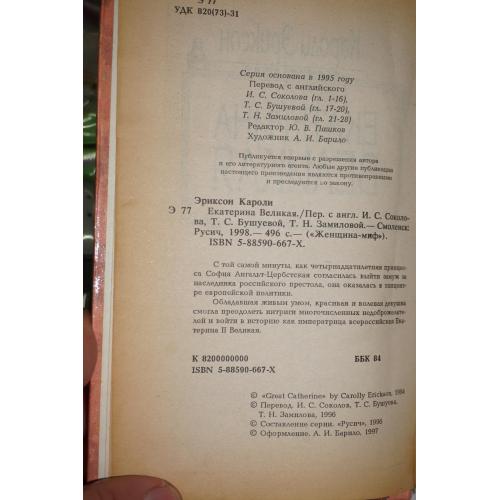 Э 77
УДК 820(73)-31
Серия основана в 1995 году
Перевод с английского
И. С. Соколова (гл. 1-16),
Т. С. Бушуевой (гл. 17-20),
Т. Н. Замиловой (гл. 21-28)
Редактор Ю. В. Пашков
Художник А. И. Барило
Публикуется впервые с разрешения автора
и его литературного агента. Любые другие публикации
настоящего произведения являются противоправными
и преследуются по закону.
Эриксон Кароли
Э 77 Екатерина Великая./Пер. с англ. И. С. Соколо-
ва, Т. С. Бушуевой, Т. Н. Замиловой.— Смоленск:
Русич, 1998.— 496 с.— («Женщина-миф»).
ISBN 5-88590-667-X.
С той самой минуты, как четырнадцатилетняя принцес-
са София Ангальт-Цербстская согласилась выйти замуж за
наследника российского престола, она оказалась в эпицент-
ре европейской политики.
Обладавшая живым умом, красивая и волевая девушка
смогла преодолеть интриги многочисленных недоброжелате-
лей и войти в историю как императрица всероссийская Ека-
терина II Великая.
К 8200000000
ББК 84
ISBN 5-88590-667-X
© «Great Catherine» by Carolly Erickson, 1994
© Перевод. И. С. Соколов, Т. С. Бушуева,
Т. Н. Замилова, 1996
© Составление серии. «Русич», 1996
© Оформление. А. И. Барило, 1997